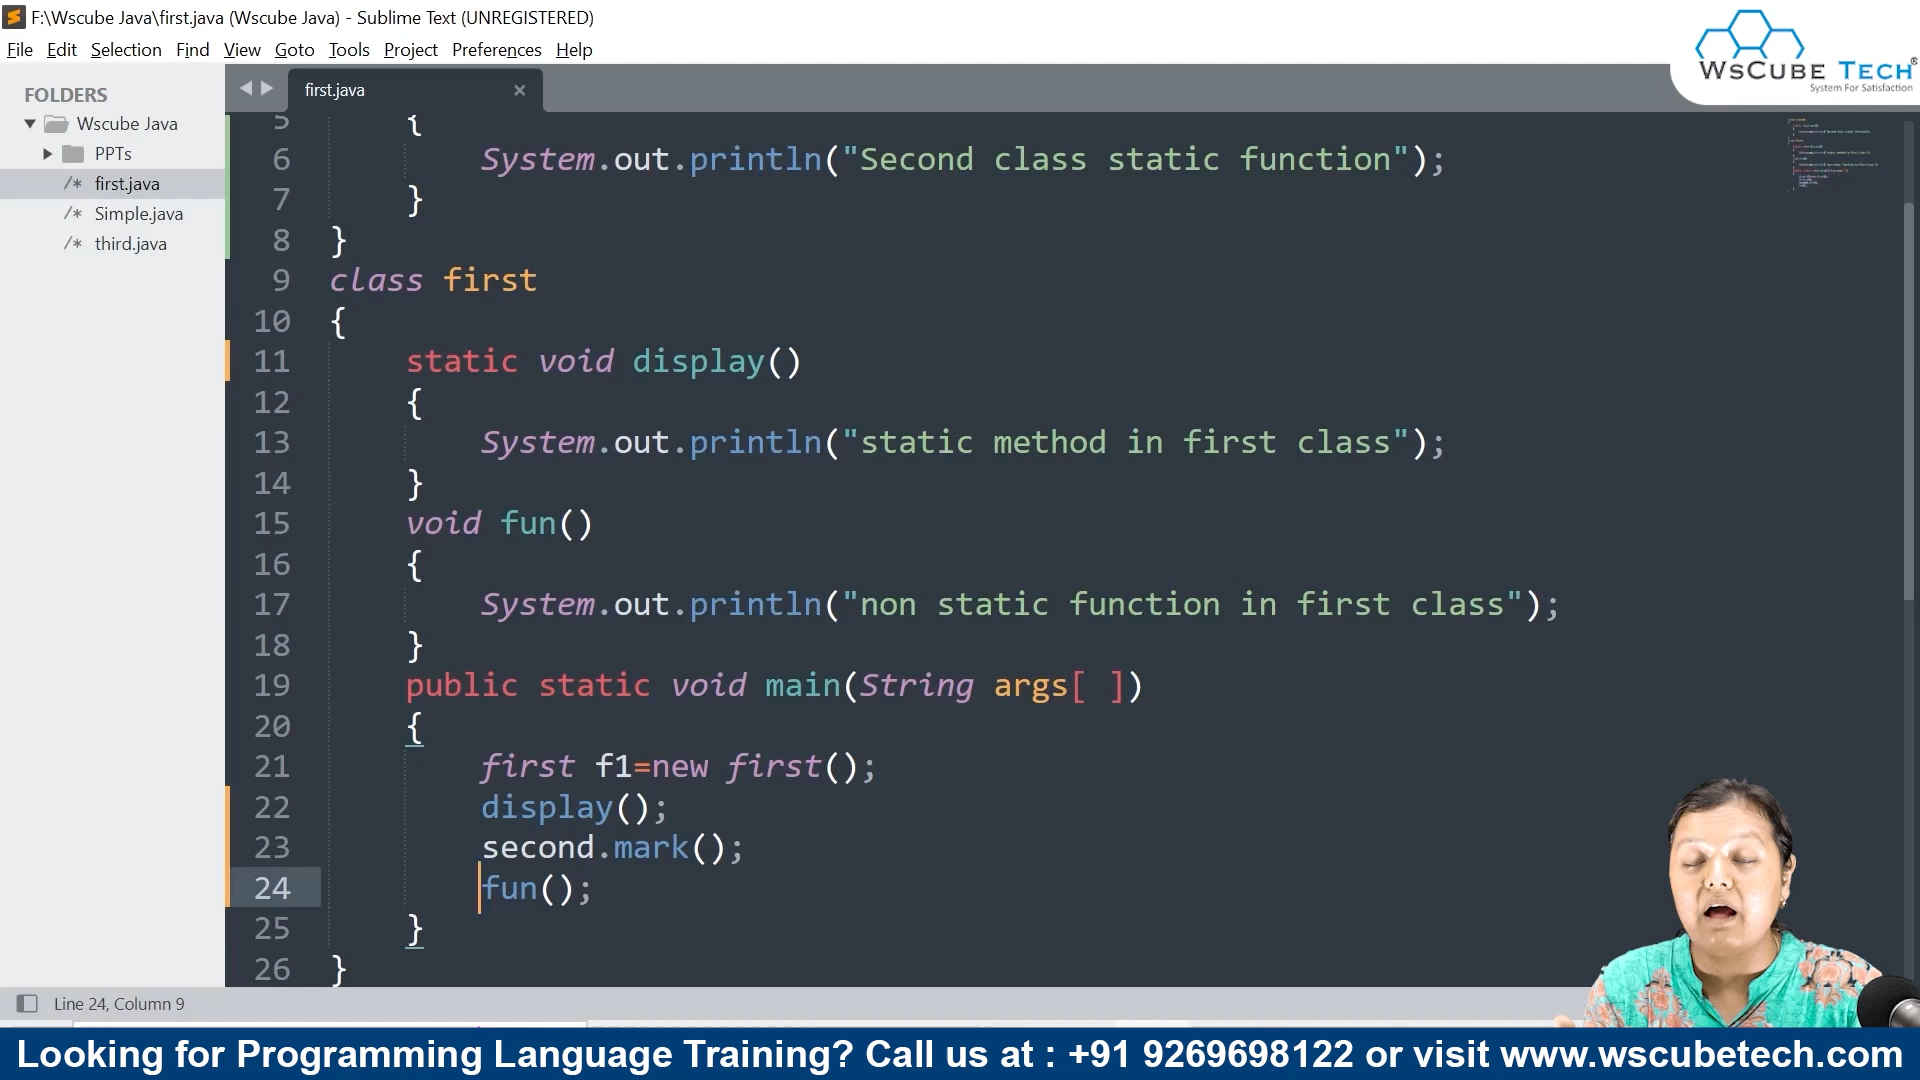 F:\Wscube Java\first.java (Wscube Java) - Sublime Text (UNREGISTERED)
File Edit Selection Find View Goto Tools Project Preferences Help
WsCube Tech®
System For Satisfaction
FOLDERS
Wscube Java
PPTs
/* first.java
/* Simple.java
/* third.java
first.java ×
5 {
6 System.out.println("Second class static function");
7 }
8 }
9 class first
10 {
11 static void display()
12 {
13 System.out.println("static method in first class");
14 }
15 void fun()
16 {
17 System.out.println("non static function in first class");
18 }
19 public static void main(String args[ ])
20 {
21 first f1=new first();
22 display();
23 second.mark();
24 fun();
25 }
26 }
Line 24, Column 9
Looking for Programming Language Training? Call us at : +91 9269698122 or visit www.wscubetech.com